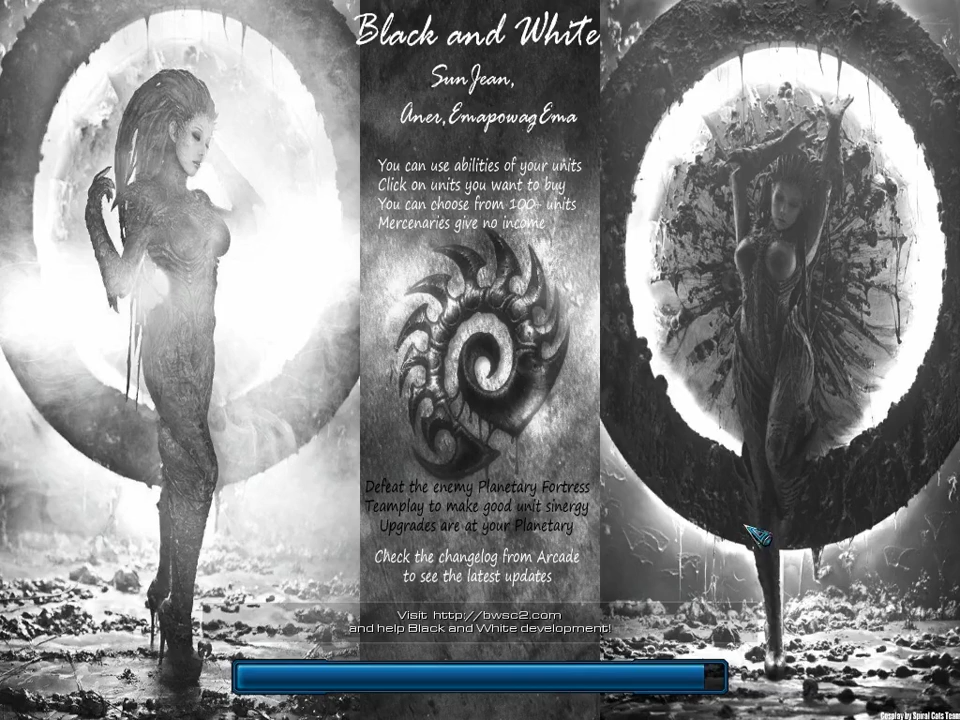 Black and White
SunJean,
Aner,EmapowagEma
You can use abilities of your units
Click on units you want to buy
You can choose from 100+ units
Mercenaries give no income
Defeat the enemy Planetary Fortress
Teamplay to make good unit sinergy
Upgrades are at your Planetary
Check the changelog from Arcade
to see the latest updates
Visit http://bwsc2.com
and help Black and White development!
Cosplay by Spiral Cats Team